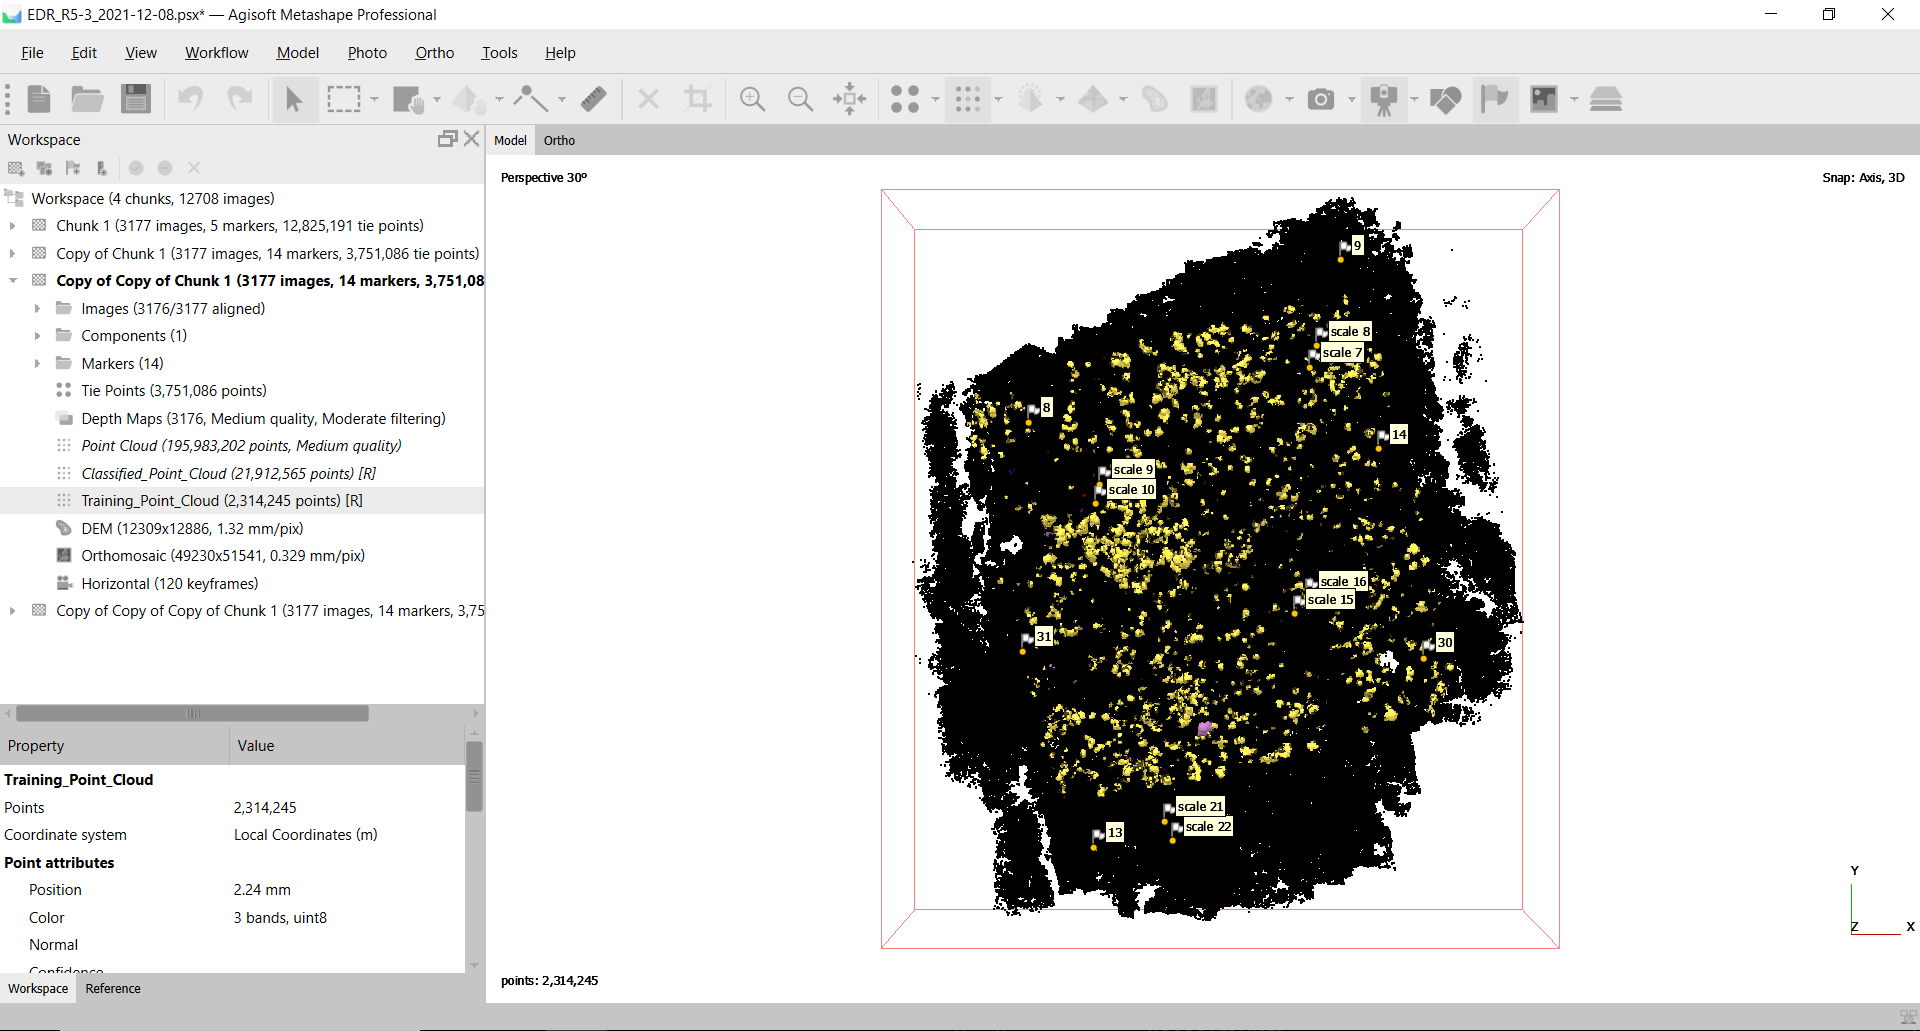 EDR_R5-3_2021-12-08.psx* — Agisoft Metashape Professional
File Edit View Workflow Model Photo Ortho Tools Help
Workspace
Workspace (4 chunks, 12708 images)
Chunk 1 (3177 images, 5 markers, 12,825,191 tie points)
Copy of Chunk 1 (3177 images, 14 markers, 3,751,086 tie points)
Copy of Copy of Chunk 1 (3177 images, 14 markers, 3,751,08
Images (3176/3177 aligned)
Components (1)
Markers (14)
Tie Points (3,751,086 points)
Depth Maps (3176, Medium quality, Moderate filtering)
Point Cloud (195,983,202 points, Medium quality)
Classified_Point_Cloud (21,912,565 points) [R]
Training_Point_Cloud (2,314,245 points) [R]
DEM (12309x12886, 1.32 mm/pix)
Orthomosaic (49230x51541, 0.329 mm/pix)
Horizontal (120 keyframes)
Copy of Copy of Copy of Chunk 1 (3177 images, 14 markers, 3,75
Property Value
Training_Point_Cloud
Points 2,314,245
Coordinate system Local Coordinates (m)
Point attributes
Position 2.24 mm
Color 3 bands, uint8
Normal
Confidence
Workspace Reference
Model Ortho
Perspective 30°
Snap: Axis, 3D
9
scale 8
scale 7
8
14
scale 9
scale 10
scale 16
scale 15
31
30
scale 21
scale 22
13
Y
Z X
points: 2,314,245